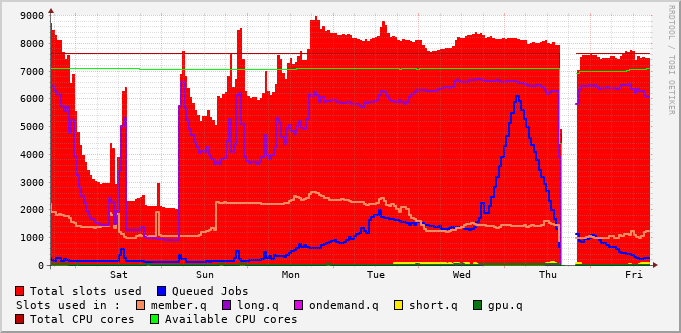 9000
8000
7000
6000
5000
4000
3000
2000
1000
0
Sat Sun Mon Tue Wed Thu Fri
RRDTOOL / TOBI OETIKER
Total slots used Queued Jobs
Slots used in : member.q long.q ondemand.q short.q gpu.q
Total CPU cores Available CPU cores